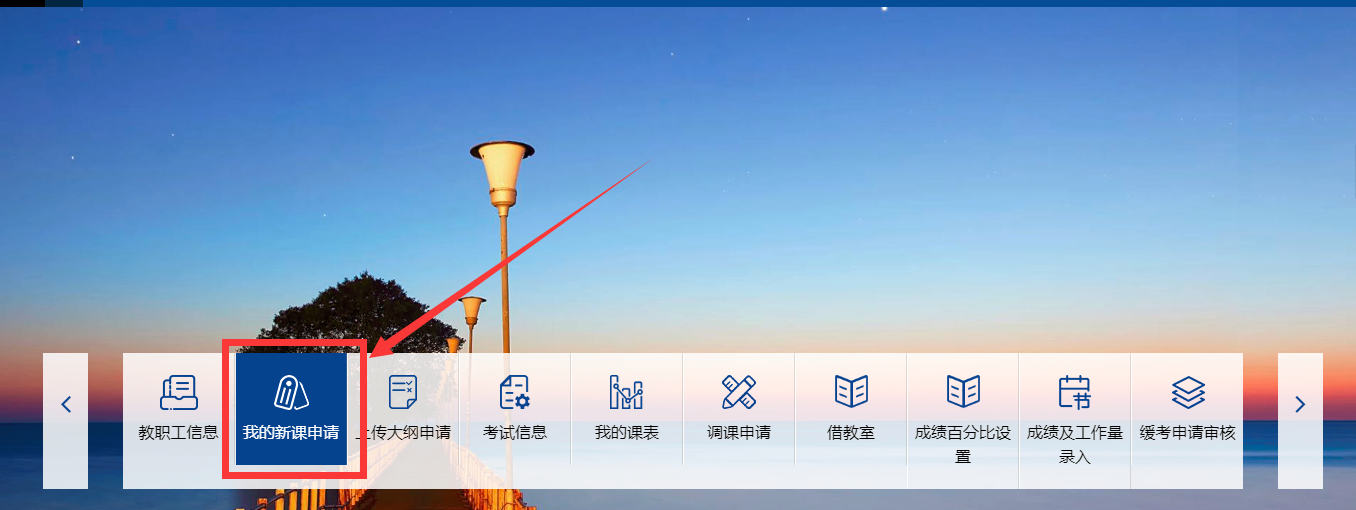 教职工信息
我的新课申请
上传大纲申请
考试信息
我的课表
调课申请
借教室
成绩百分比设
置
成绩及工作量
录入
缓考申请审核